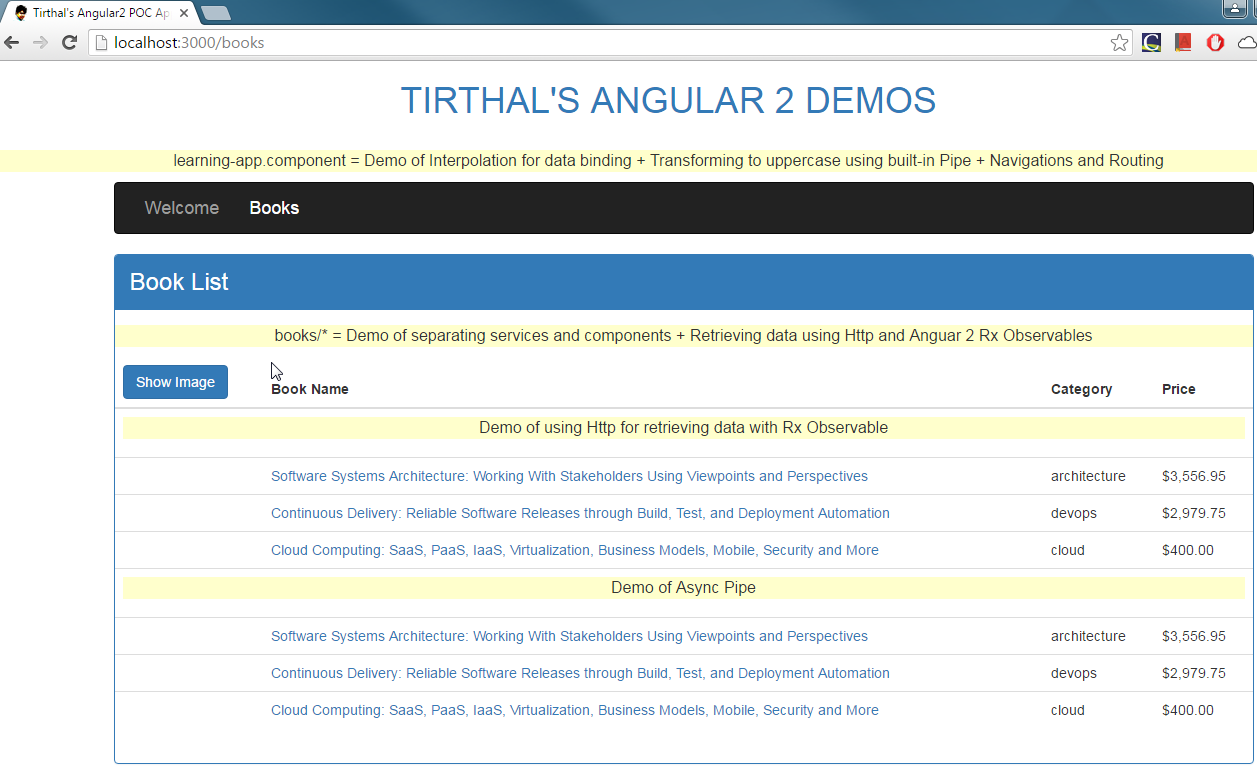 Tirthal's Angular2 POC Ap
localhost:3000/books
TIRTHAL'S ANGULAR 2 DEMOS
learning-app.component = Demo of Interpolation for data binding + Transforming to uppercase using built-in Pipe + Navigations and Routing
Welcome Books
Book List
books/* = Demo of separating services and components + Retrieving data using Http and Anguar 2 Rx Observables
Show Image Book Name Category Price
Demo of using Http for retrieving data with Rx Observable
Software Systems Architecture: Working With Stakeholders Using Viewpoints and Perspectives architecture $3,556.95
Continuous Delivery: Reliable Software Releases through Build, Test, and Deployment Automation devops $2,979.75
Cloud Computing: SaaS, PaaS, IaaS, Virtualization, Business Models, Mobile, Security and More cloud $400.00
Demo of Async Pipe
Software Systems Architecture: Working With Stakeholders Using Viewpoints and Perspectives architecture $3,556.95
Continuous Delivery: Reliable Software Releases through Build, Test, and Deployment Automation devops $2,979.75
Cloud Computing: SaaS, PaaS, IaaS, Virtualization, Business Models, Mobile, Security and More cloud $400.00